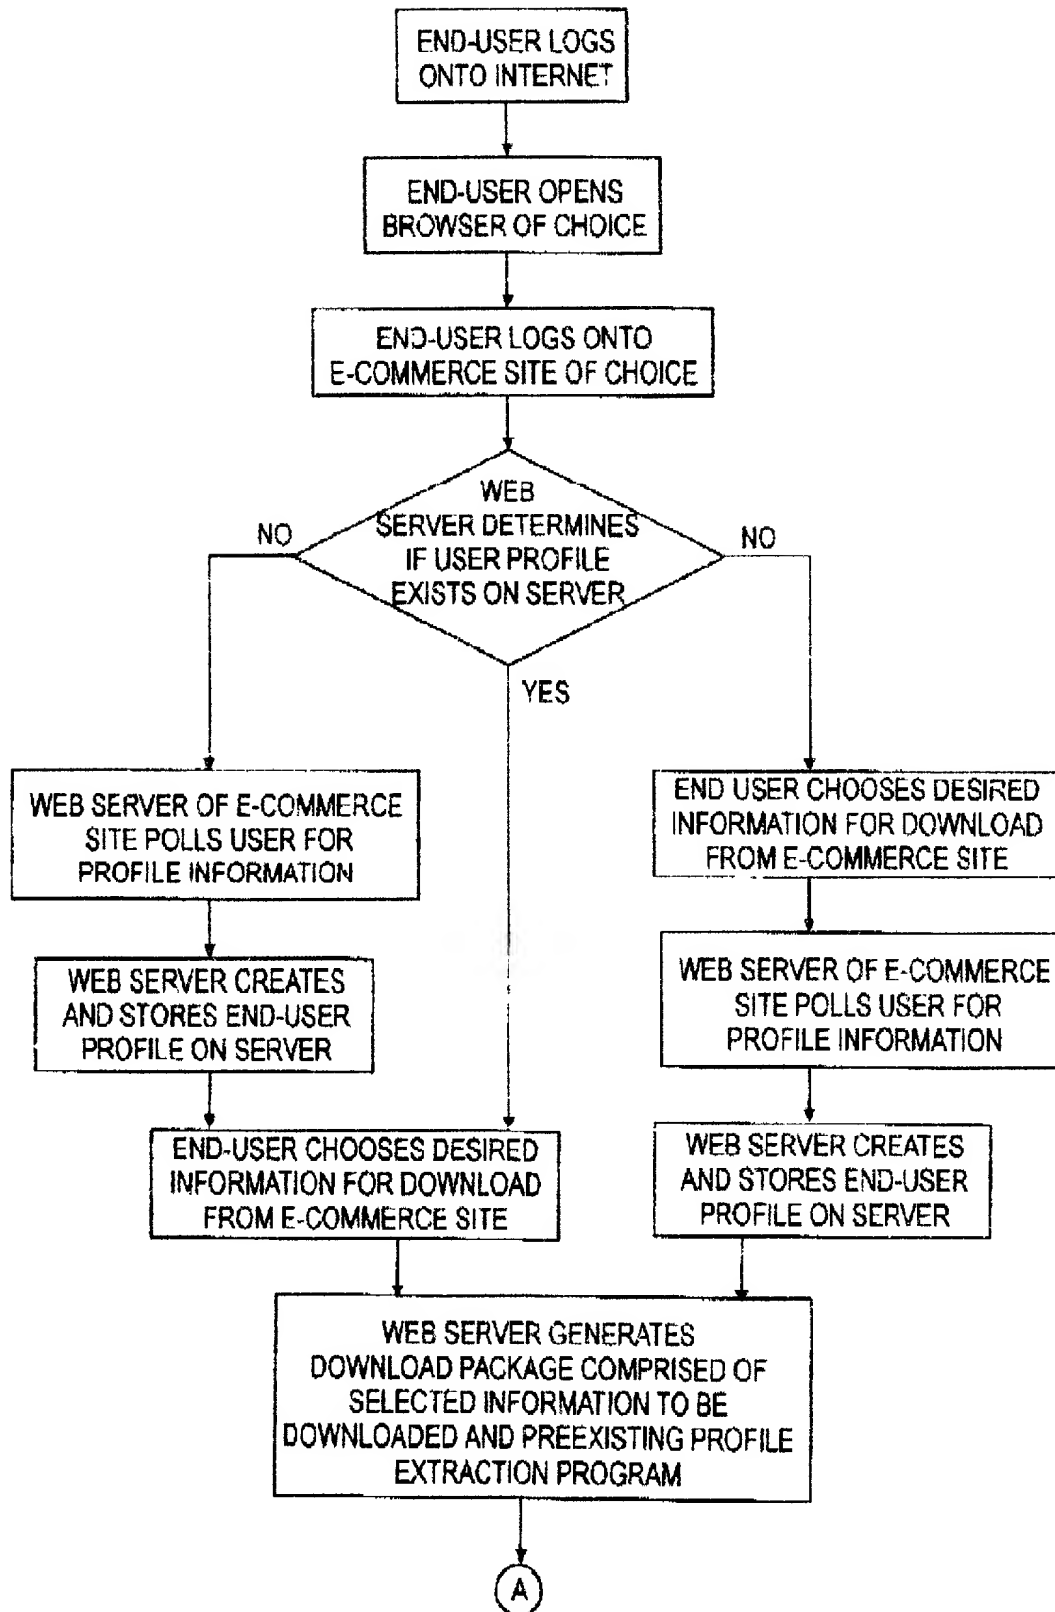 END-USER LOGS
ONTO INTERNET
END-USER OPENS
BROWSER OF CHOICE
END-USER LOGS ONTO
E-COMMERCE SITE OF CHOICE
WEB
SERVER DETERMINES
IF USER PROFILE
EXISTS ON SERVER
NO
NO
YES
WEB SERVER OF E-COMMERCE
SITE POLLS USER FOR
PROFILE INFORMATION
WEB SERVER CREATES
AND STORES END-USER
PROFILE ON SERVER
END-USER CHOOSES DESIRED
INFORMATION FOR DOWNLOAD
FROM E-COMMERCE SITE
END USER CHOOSES DESIRED
INFORMATION FOR DOWNLOAD
FROM E-COMMERCE SITE
WEB SERVER OF E-COMMERCE
SITE POLLS USER FOR
PROFILE INFORMATION
WEB SERVER CREATES
AND STORES END-USER
PROFILE ON SERVER
WEB SERVER GENERATES
DOWNLOAD PACKAGE COMPRISED OF
SELECTED INFORMATION TO BE
DOWNLOADED AND PREEXISTING PROFILE
EXTRACTION PROGRAM
A